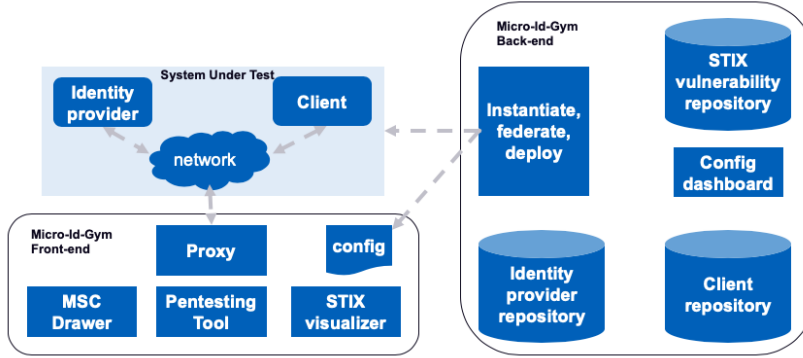 System Under Test
Identity
provider
Client
network
Micro-Id-Gym
Front-end
Proxy
config
MSC
Drawer
Pentesting
Tool
STIX
visualizer
Micro-Id-Gym
Back-end
Instantiate,
federate,
deploy
STIX
vulnerability
repository
Config
dashboard
Identity
provider
repository
Client
repository